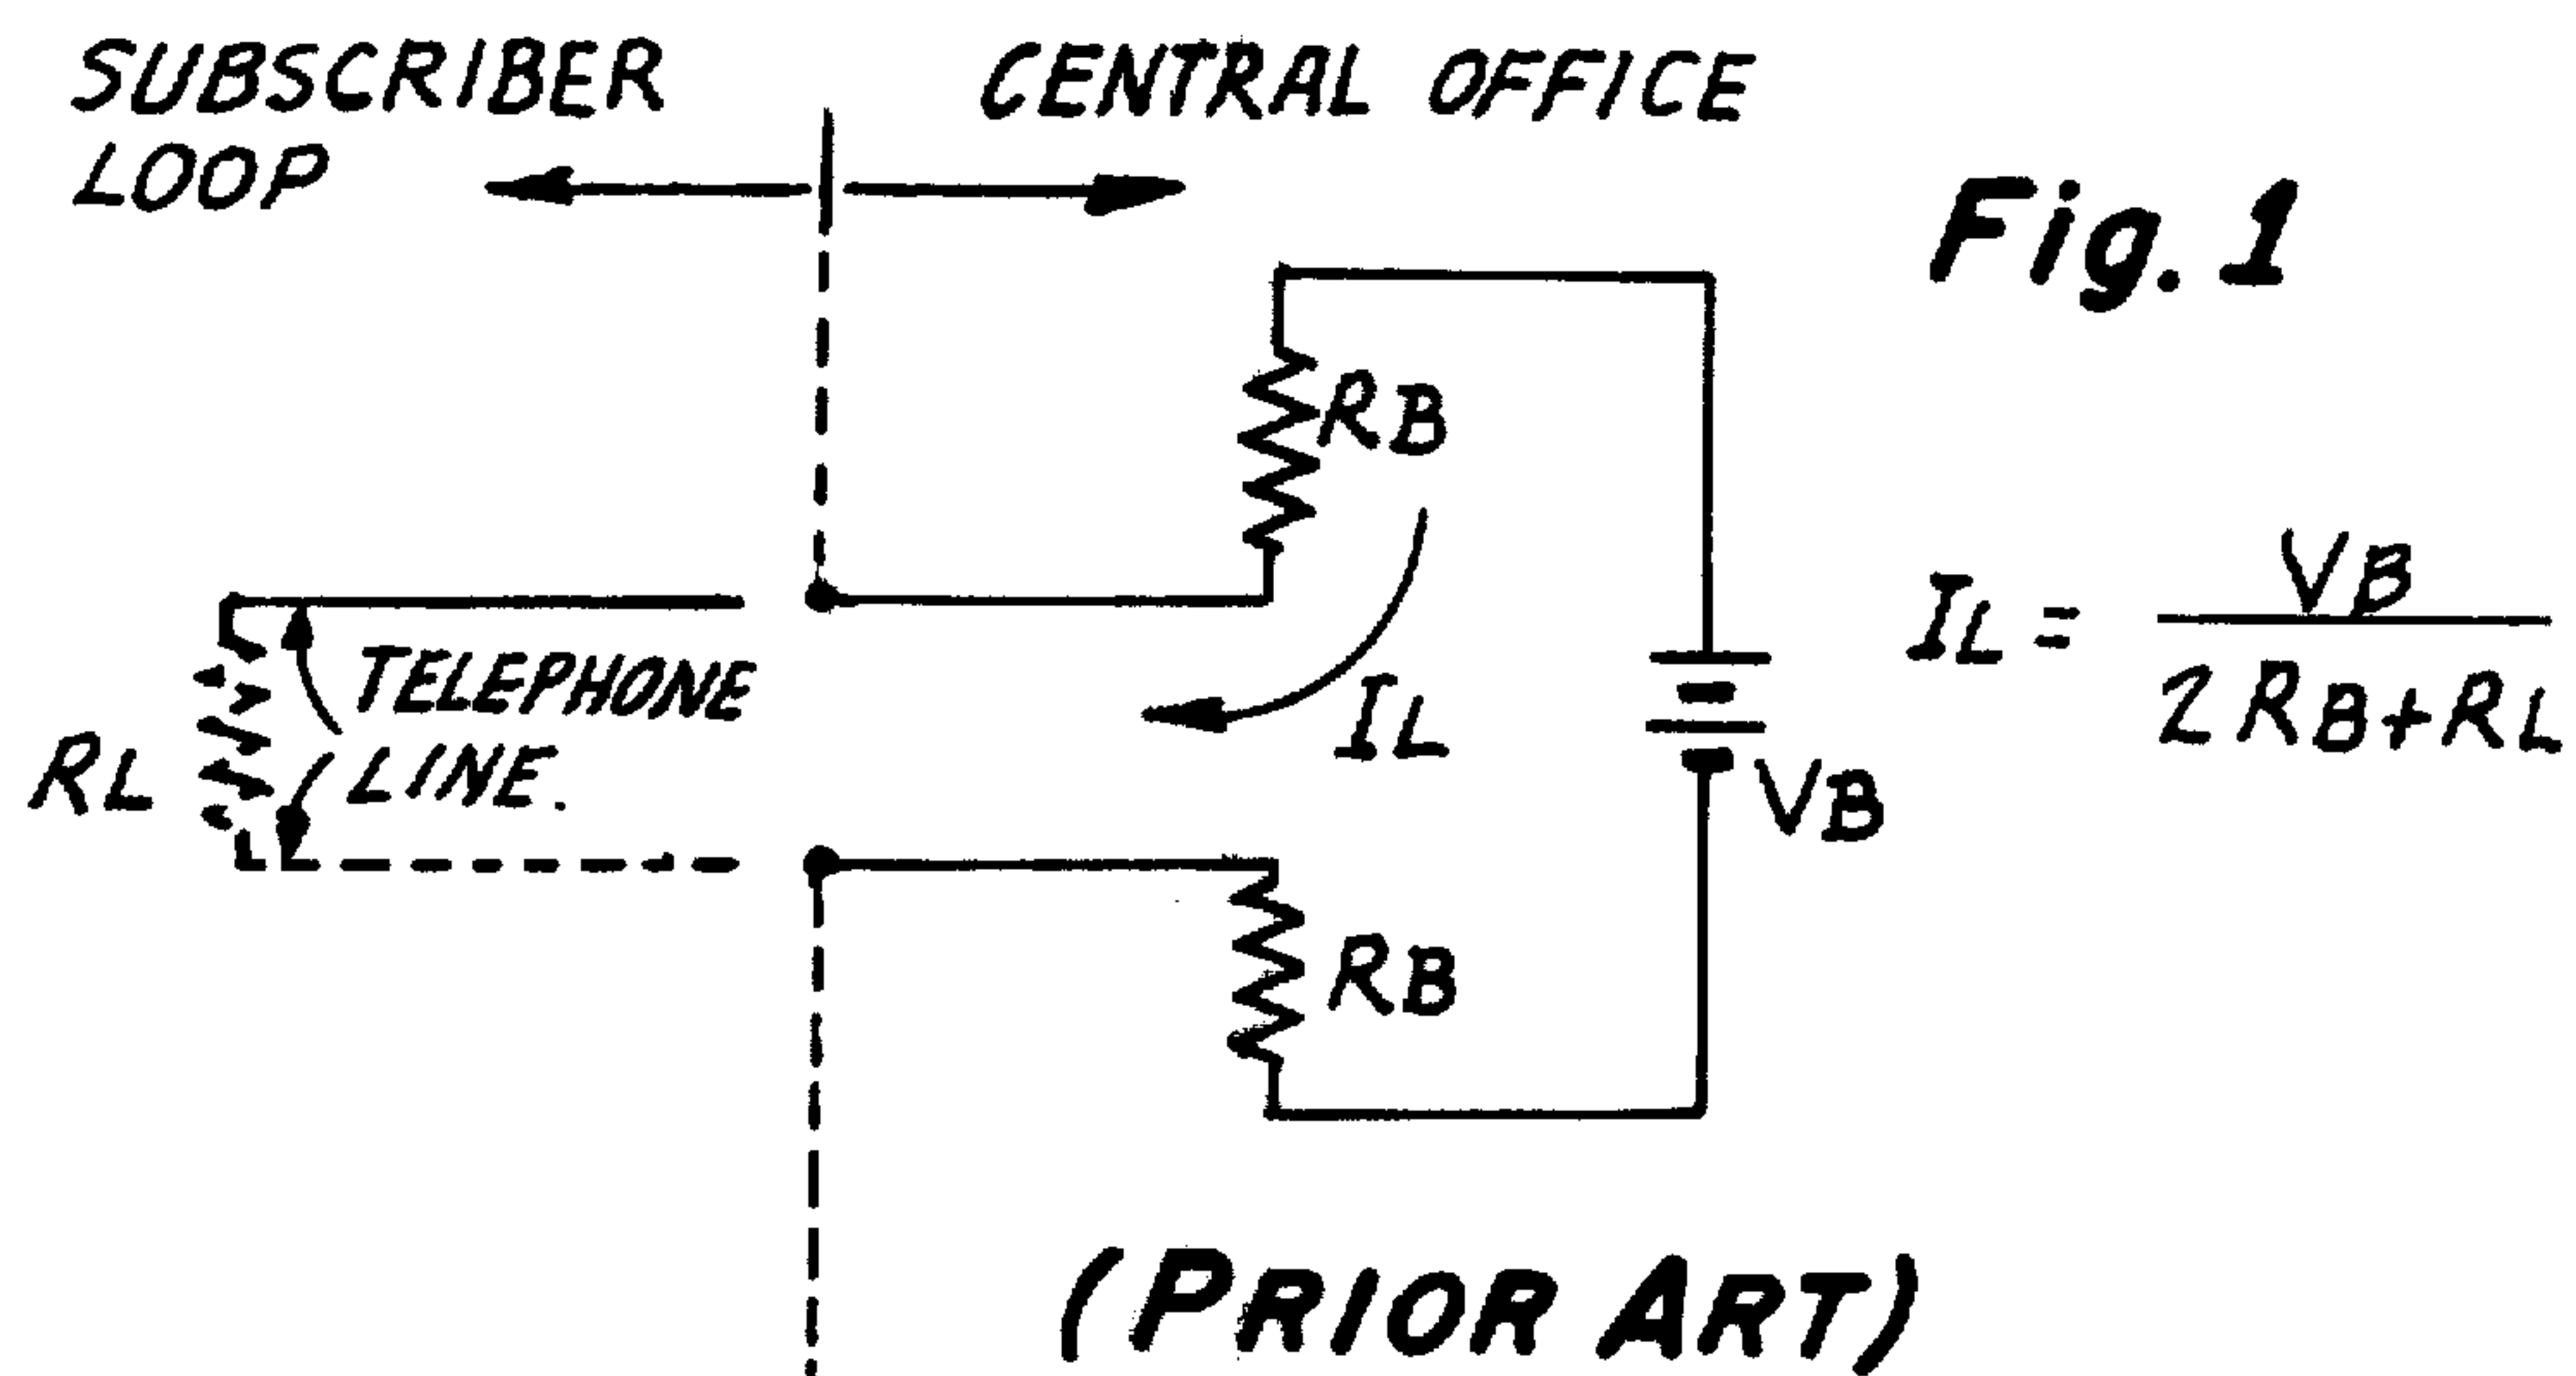 SUBSCRIBER LOOP
CENTRAL OFFICE
Fig. 1
RB
TELEPHONE
LINE.
RL
IL
VB
IL = VB / 2RB+RL
RB
(PRIOR ART)